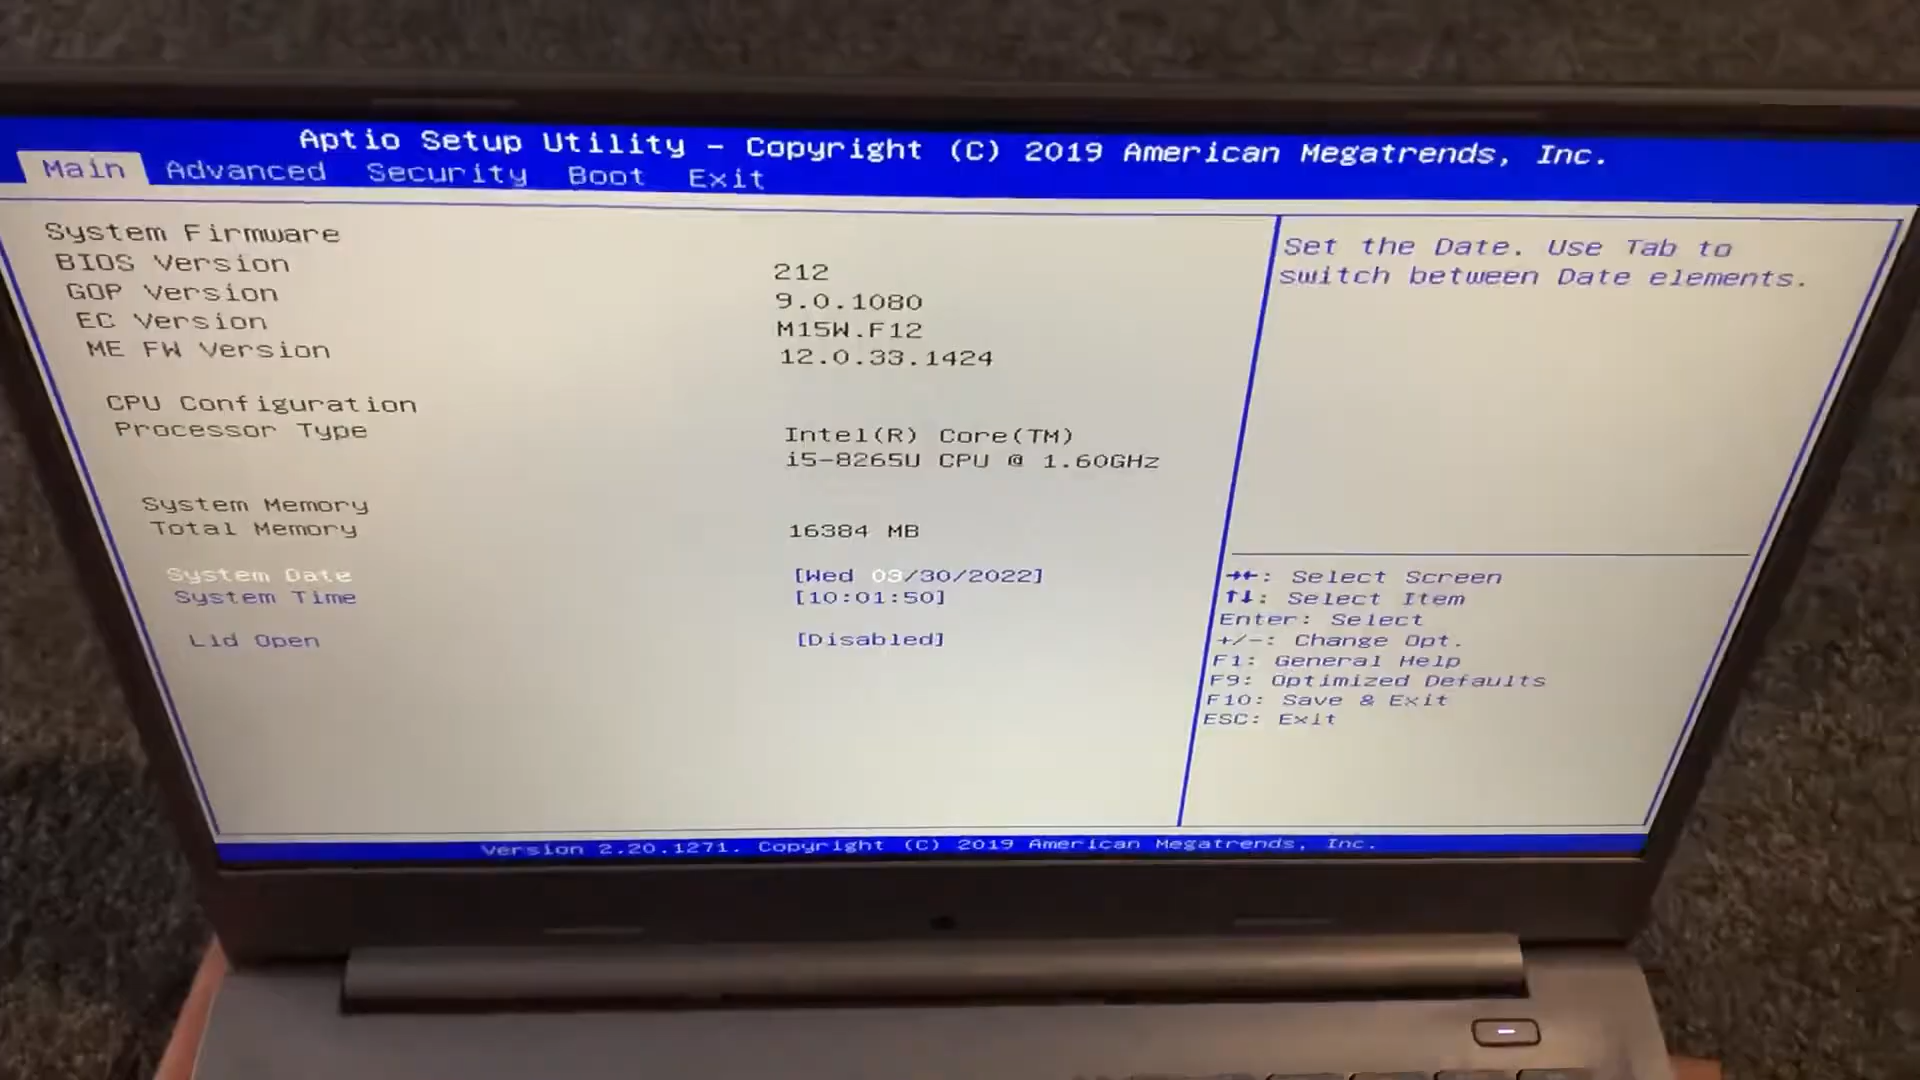 Aptio Setup Utility - Copyright (C) 2019 American Megatrends, Inc.
Main Advanced Security Boot Exit
System Firmware
BIOS Version 212
GOP Version 9.0.1080
EC Version M15W.F12
ME FW Version 12.0.33.1424
CPU Configuration
Processor Type Intel(R) Core(TM)
i5-8265U CPU @ 1.60GHz
System Memory
Total Memory 16384 MB
System Date [Wed 03/30/2022]
System Time [10:01:50]
Lid Open [Disabled]
Set the Date. Use Tab to
switch between Date elements.
→←: Select Screen
↑↓: Select Item
Enter: Select
+/-: Change Opt.
F1: General Help
F9: Optimized Defaults
F10: Save & Exit
ESC: Exit
Version 2.20.1271. Copyright (C) 2019 American Megatrends, Inc.